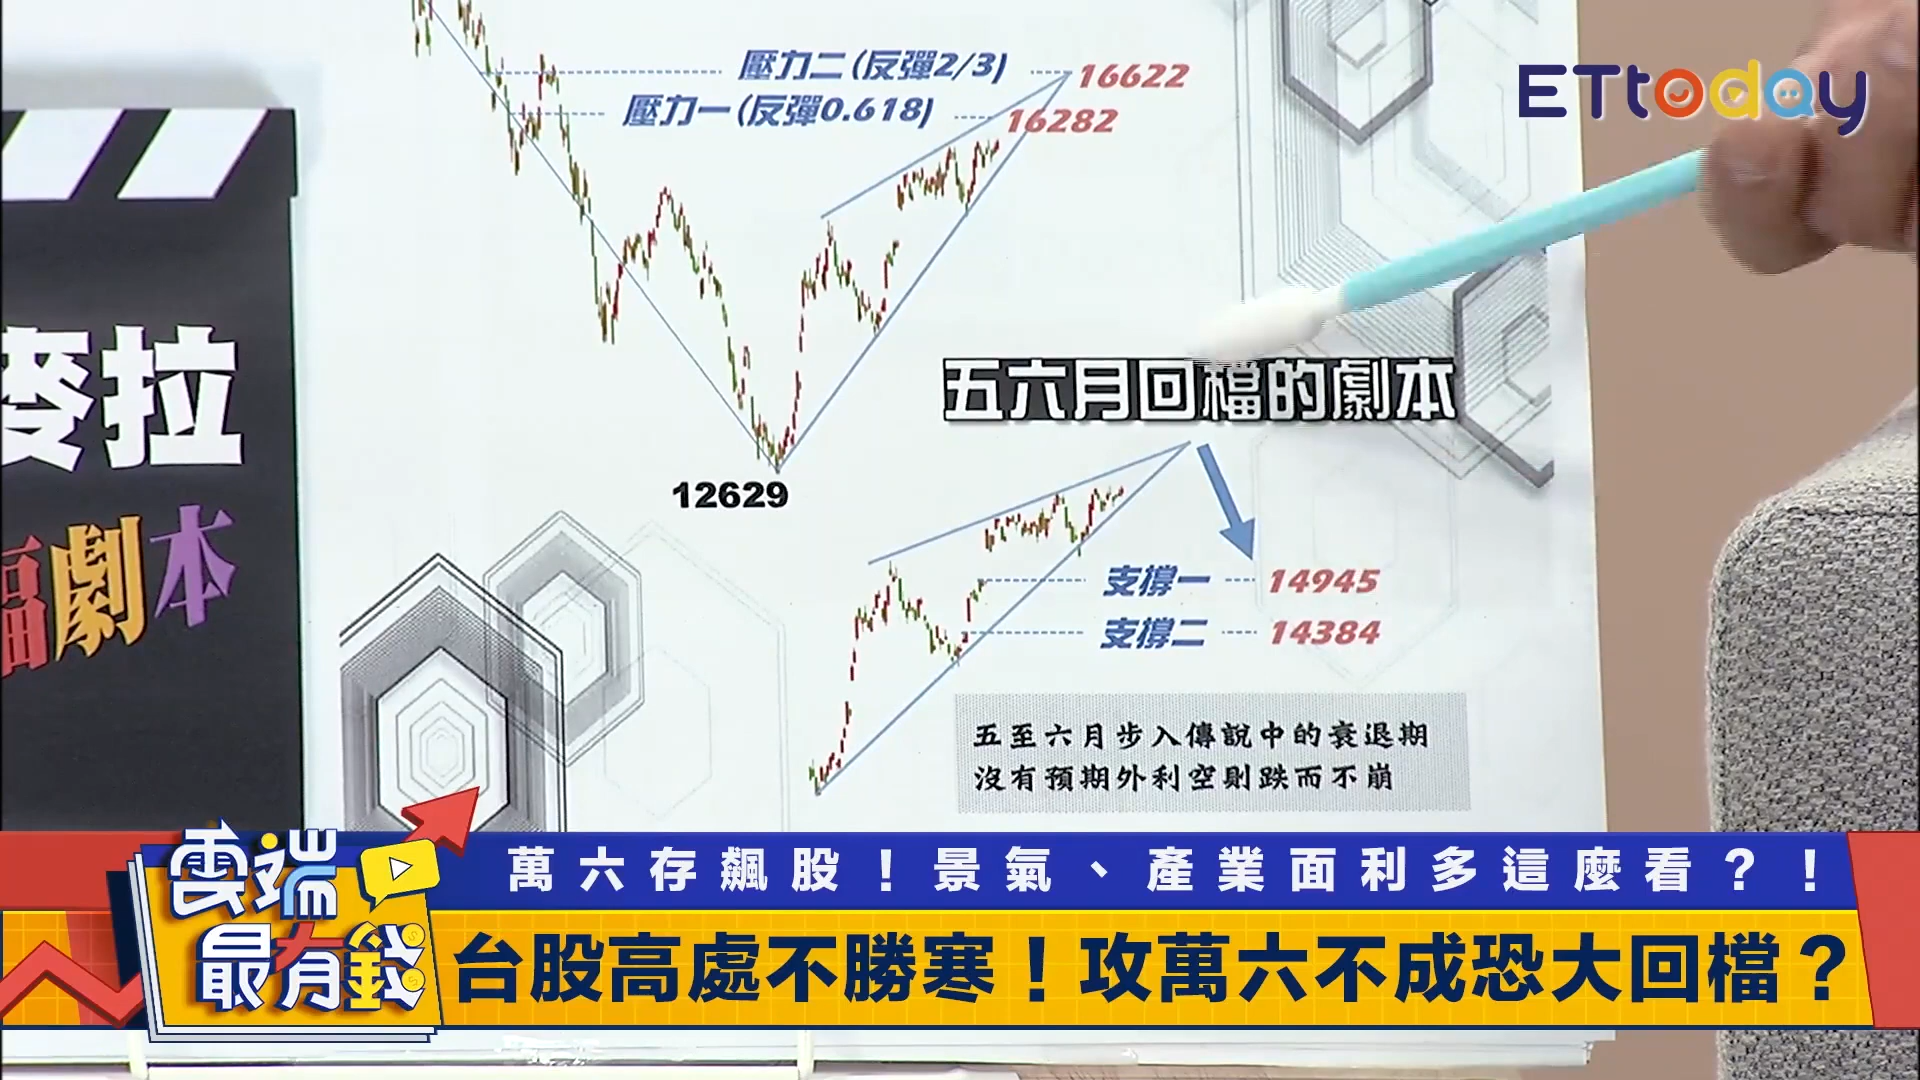 ETtoday
壓力二(反彈2/3) 16622
壓力一(反彈0.618) 16282
麥拉
福劇本
12629
五六月回檔的劇本
支撐一 14945
支撐二 14384
五至六月步入傳說中的衰退期
沒有預期外利空則跌而不崩
雲端
最有錢
萬六存飆股！景氣、產業面利多這麼看？！
台股高處不勝寒！攻萬六不成恐大回檔？